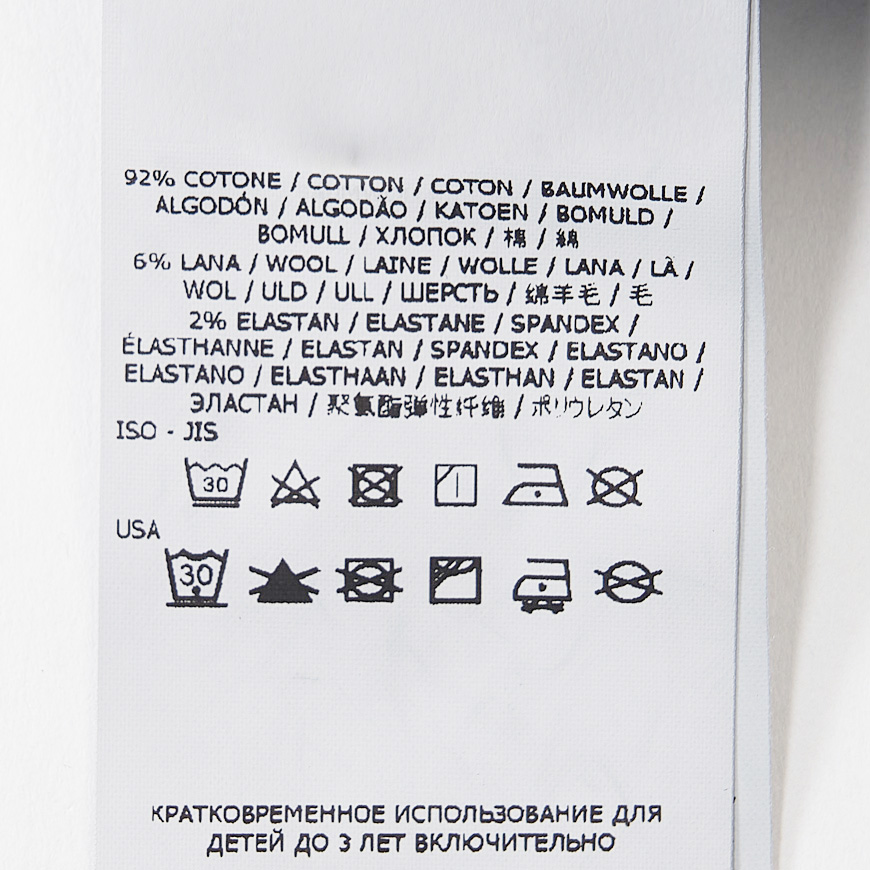 92% COTONE / COTTON / COTON / BAUMWOLLE /
ALGODÓN / ALGODÃO / KATOEN / BOMULD /
BOMULL / ХЛОПОК / 棉 / 綿
6% LANA / WOOL / LAINE / WOLLE / LANA / LÃ /
WOL / ULD / ULL / ШЕРСТЬ / 绵羊毛 / 毛
2% ELASTAN / ELASTANE / SPANDEX /
ÉLASTHANNE / ELASTAN / SPANDEX / ELASTANO /
ELASTANO / ELASTHAAN / ELASTHAN / ELASTAN /
ЭЛАСТАН / 聚氨酯弹性纤维 / ポリウレタン
ISO - JIS
30
USA
30
КРАТКОВРЕМЕННОЕ ИСПОЛЬЗОВАНИЕ ДЛЯ
ДЕТЕЙ ДО 3 ЛЕТ ВКЛЮЧИТЕЛЬНО